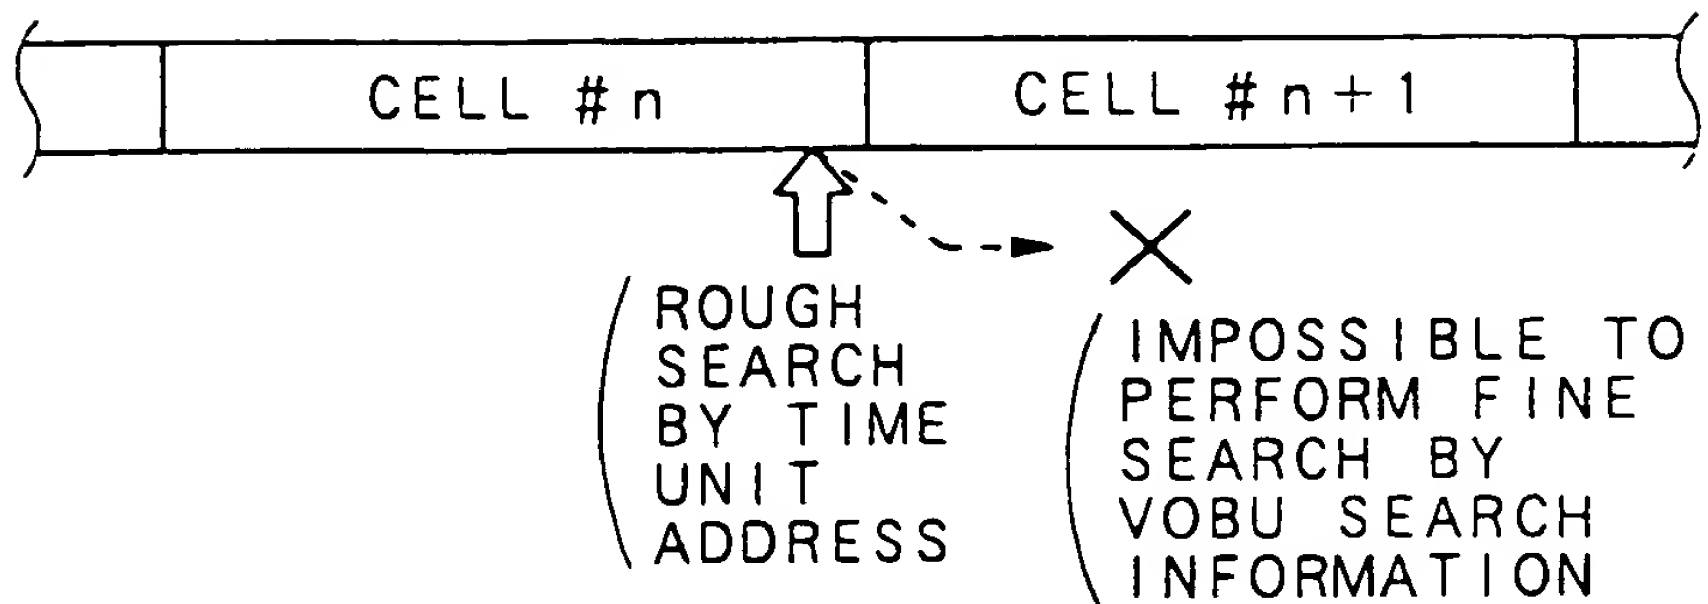 CELL #n
CELL #n+1
ROUGH
SEARCH
BY TIME
UNIT
ADDRESS
IMPOSSIBLE TO
PERFORM FINE
SEARCH BY
VOBU SEARCH
INFORMATION